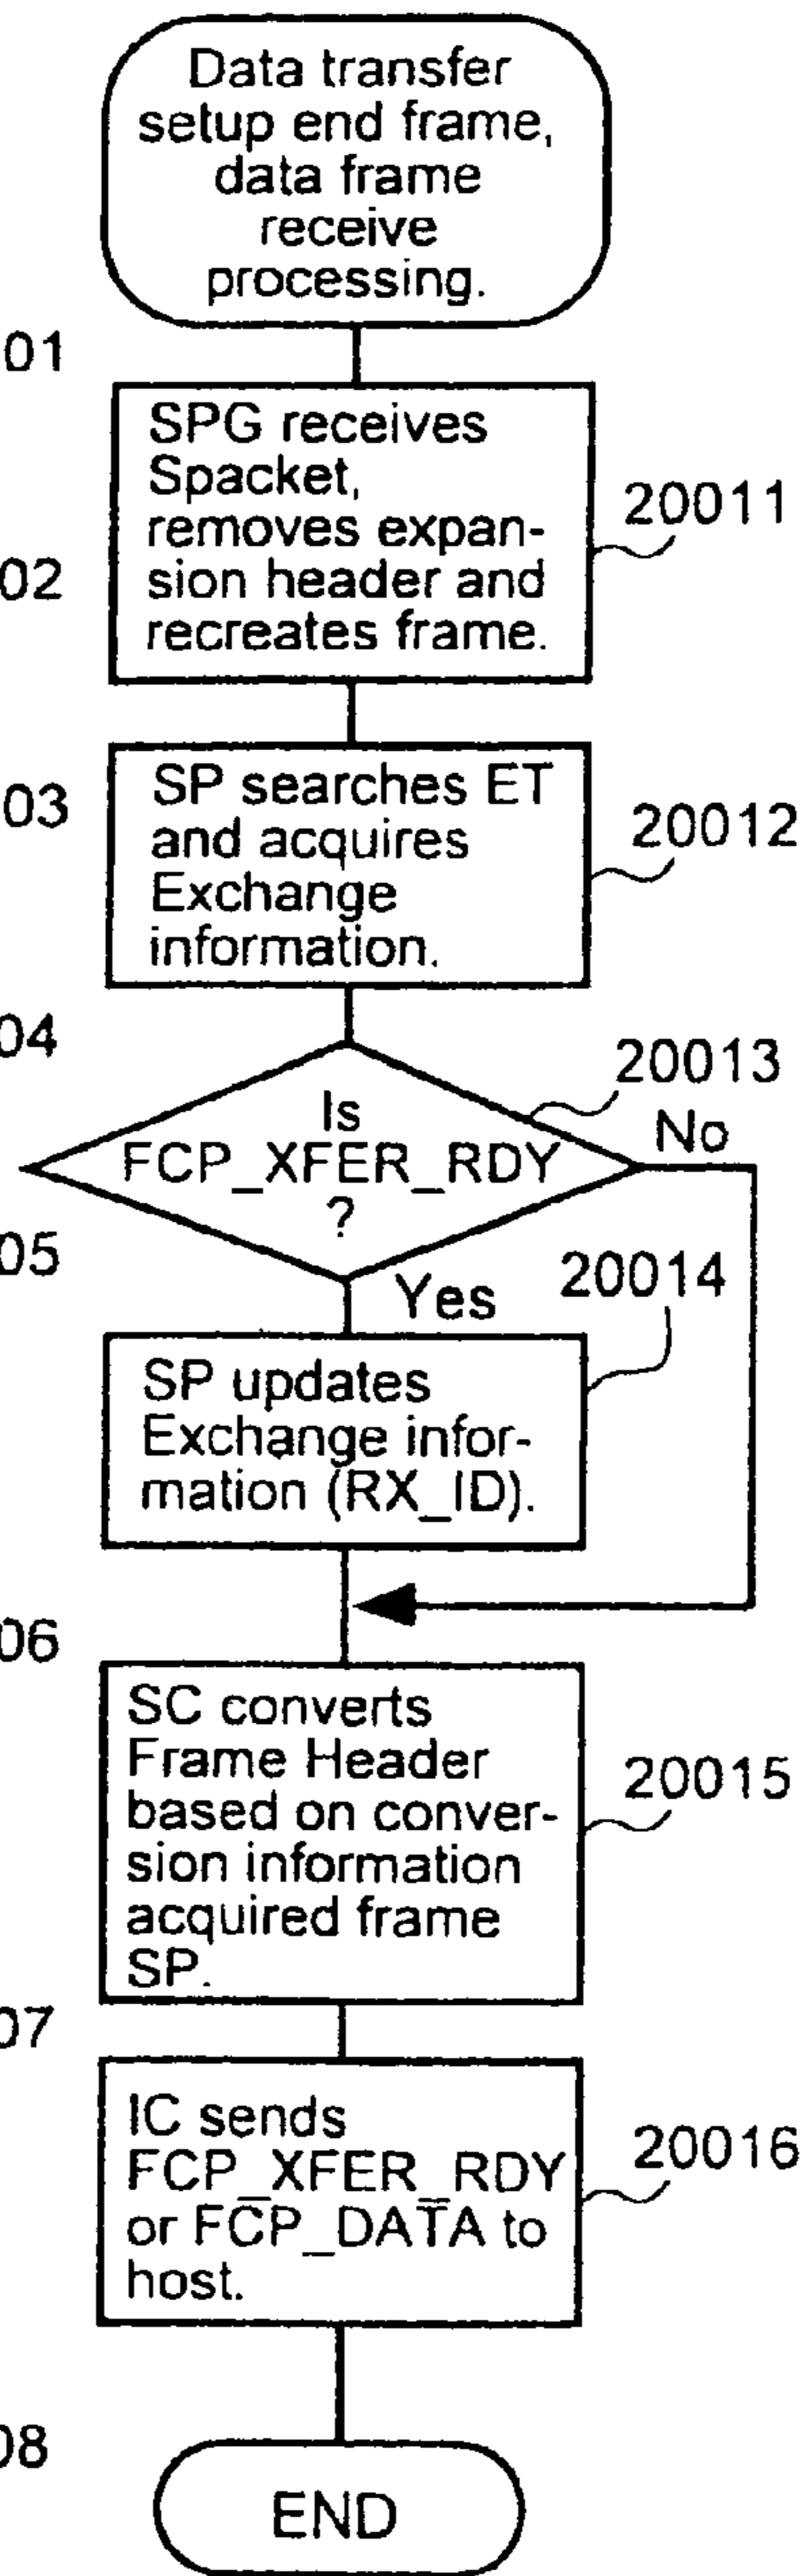 Data transfer
setup end frame,
data frame
receive
processing.
01
SPG receives
Spacket,
removes expan-
sion header and
recreates frame.
20011
02
SP searches ET
and acquires
Exchange
information.
20012
03
04
20013
Is
FCP_XFER_RDY
?
No
Yes
05
20014
SP updates
Exchange infor-
mation (RX_ID).
06
SC converts
Frame Header
based on conver-
sion information
acquired frame
SP.
20015
07
IC sends
FCP_XFER_RDY
or FCP_DATA to
host.
20016
08
END